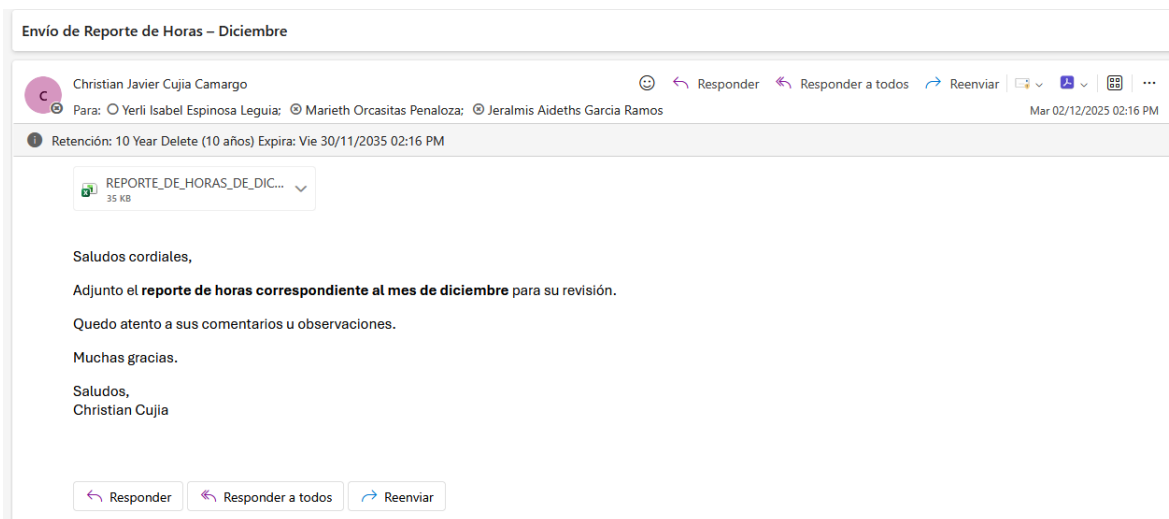 Envío de Reporte de Horas – Diciembre
C
Christian Javier Cujia Camargo
Responder
Responder a todos
Reenviar
Para: Yerli Isabel Espinosa Leguia; Marieth Orcasitas Penaloza; Jeralmis Aideths Garcia Ramos
Mar 02/12/2025 02:16 PM
Retención: 10 Year Delete (10 años) Expira: Vie 30/11/2035 02:16 PM
REPORTE_DE_HORAS_DE_DIC...
35 KB
Saludos cordiales,
Adjunto el reporte de horas correspondiente al mes de diciembre para su revisión.
Quedo atento a sus comentarios u observaciones.
Muchas gracias.
Saludos,
Christian Cujia
Responder
Responder a todos
Reenviar